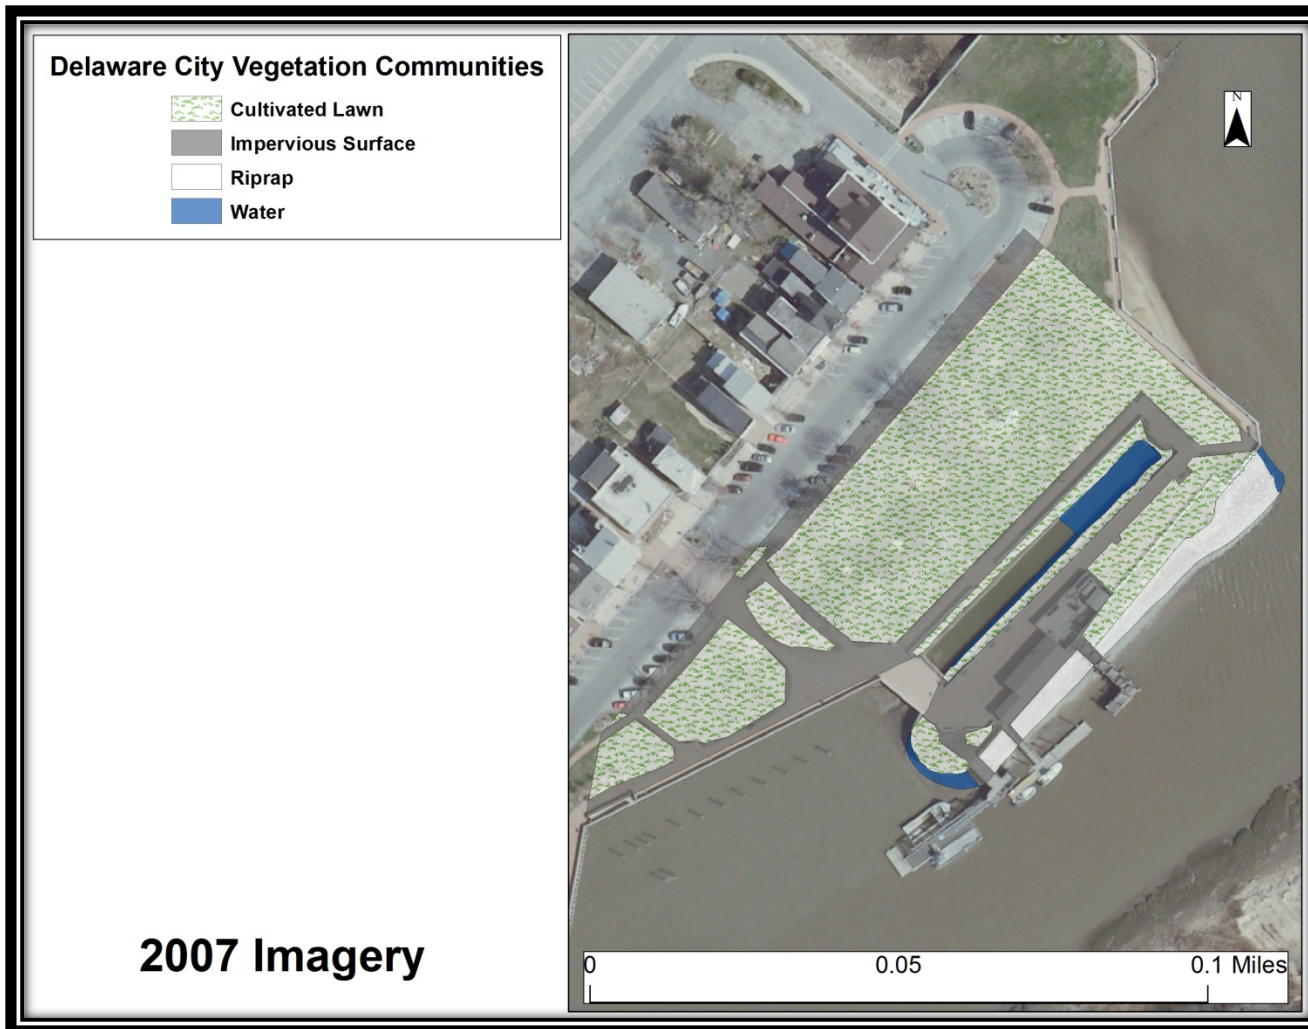 Delaware City Vegetation Communities
Cultivated Lawn
Impervious Surface
Riprap
Water
N
2007 Imagery
0 0.05 0.1 Miles